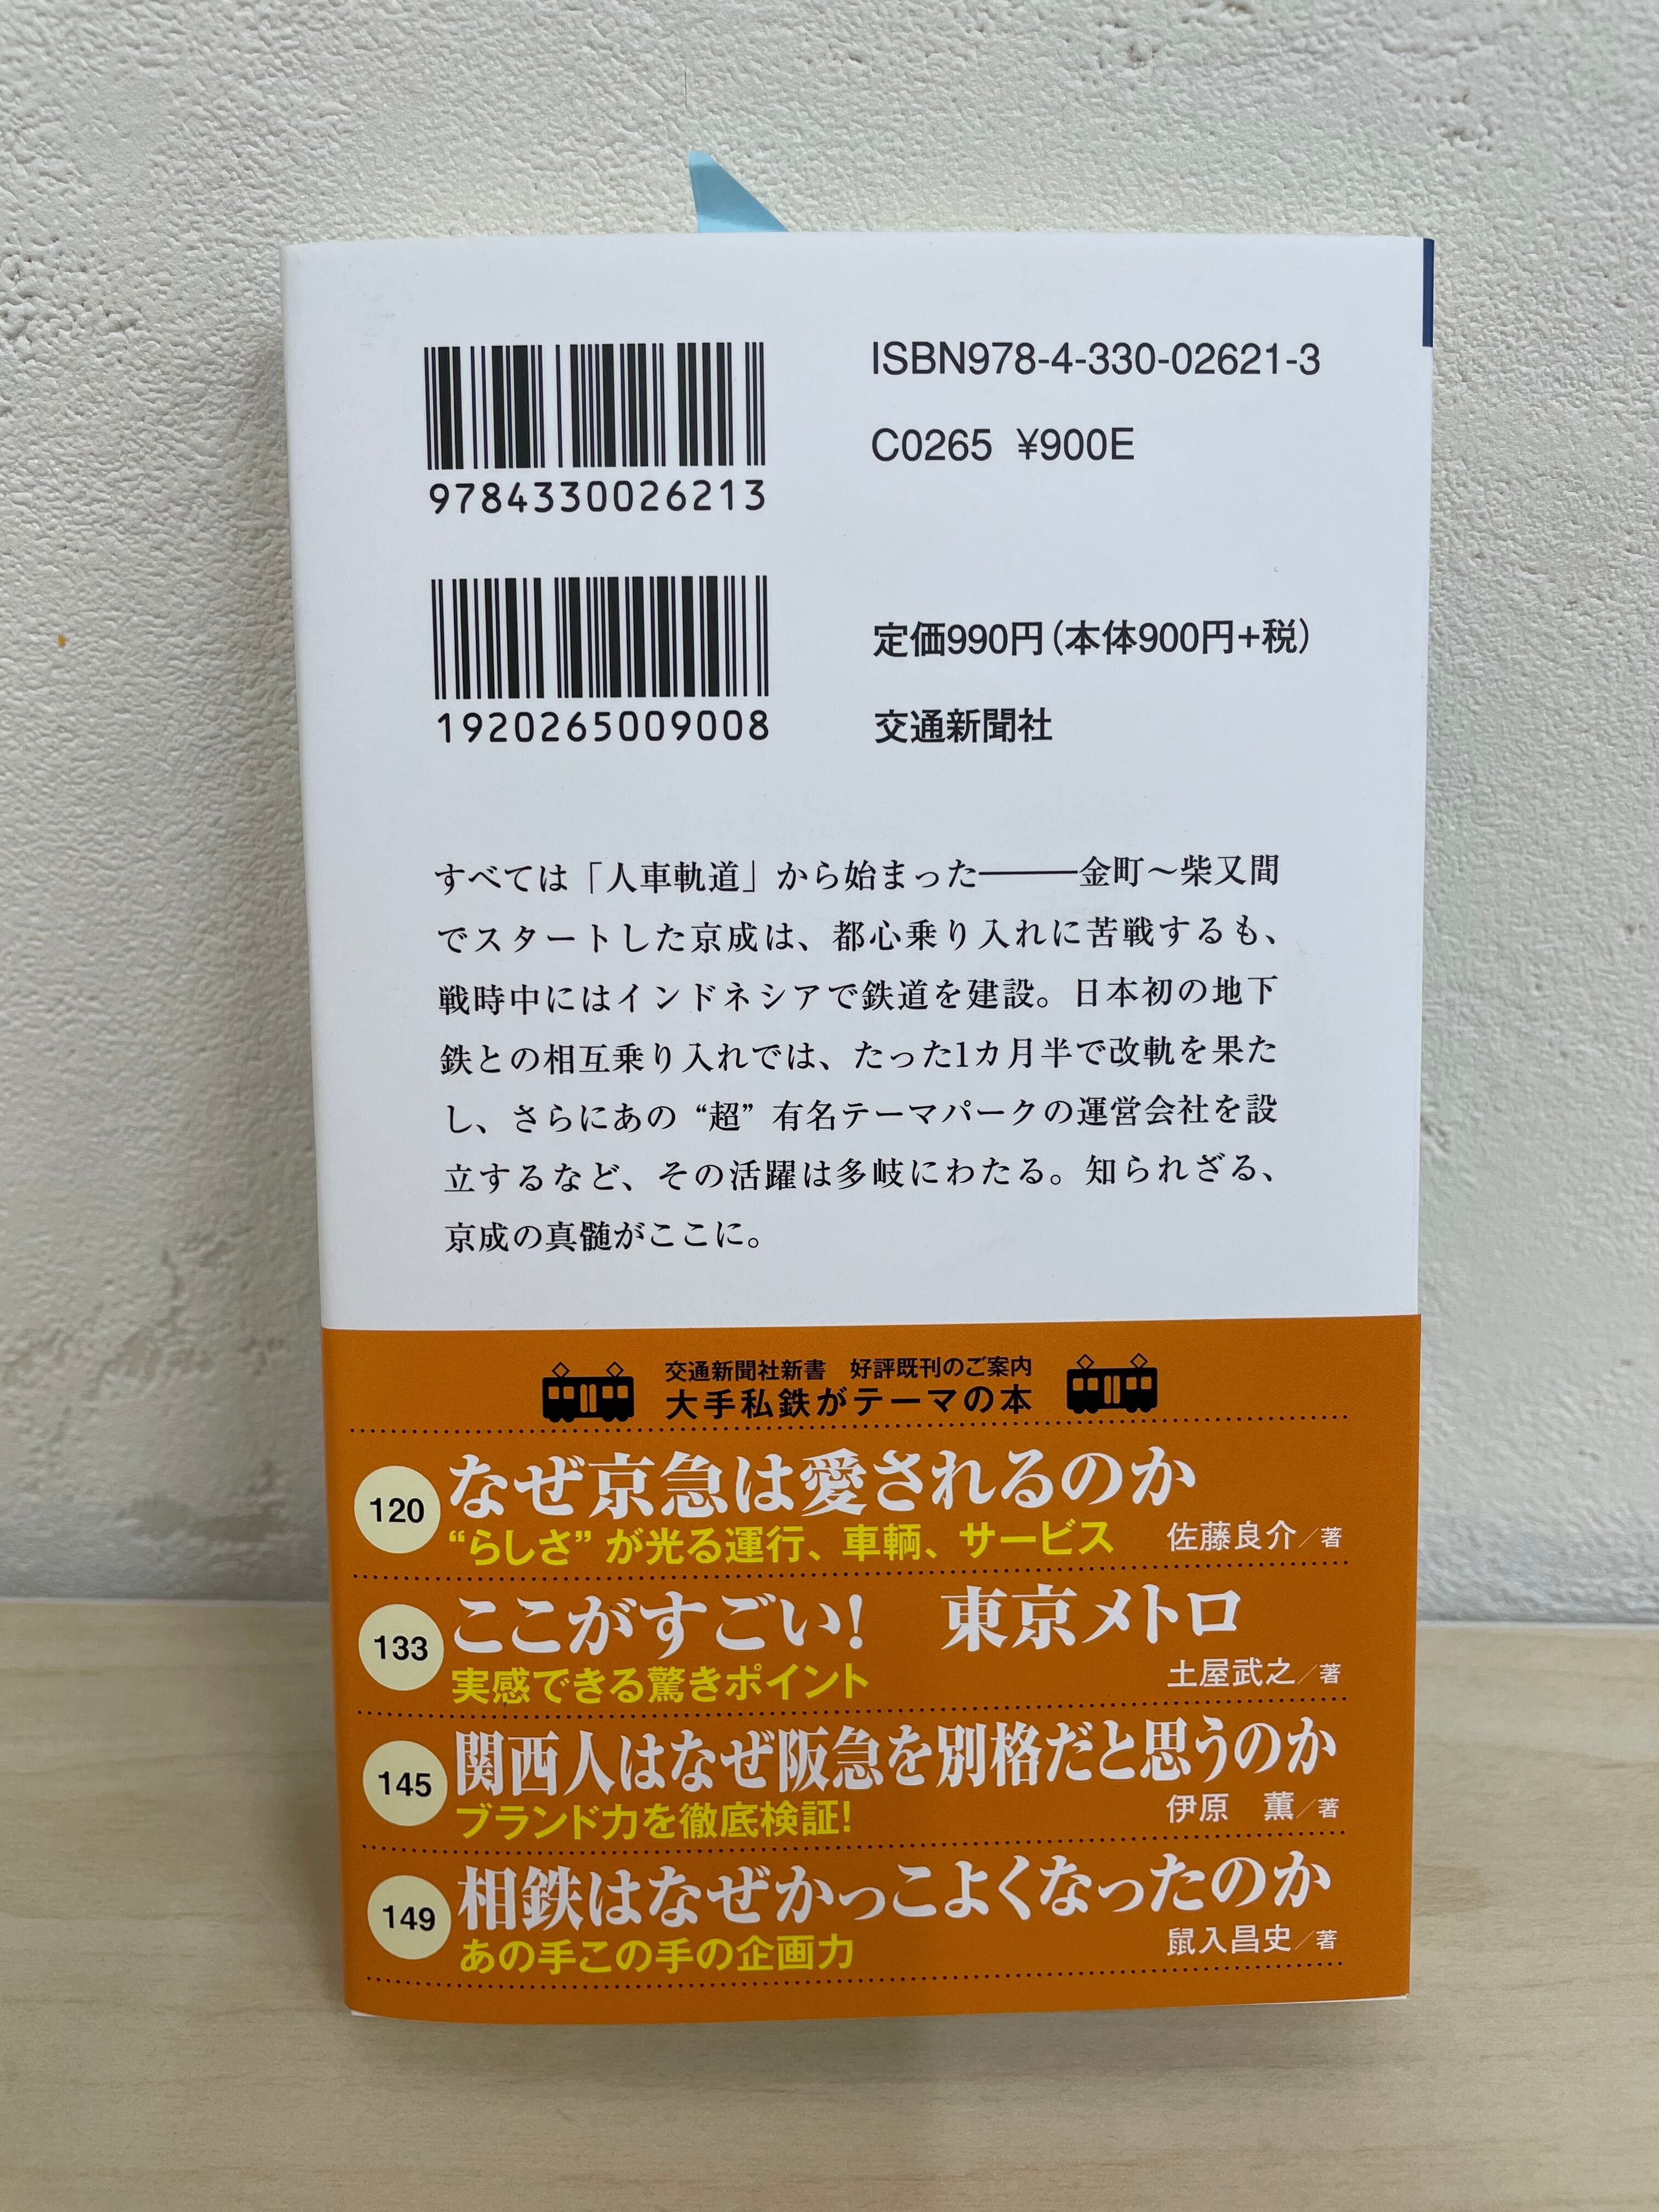 9784330026213
ISBN978-4-330-02621-3
C0265 ¥900E
1920265009008
定価990円（本体900円+税）
交通新聞社
すべては「人車軌道」から始まった―――金町～柴又間
でスタートした京成は、都心乗り入れに苦戦するも、
戦時中にはインドネシアで鉄道を建設。日本初の地下
鉄との相互乗り入れでは、たった1カ月半で改軌を果た
し、さらにあの“超”有名テーマパークの運営会社を設
立するなど、その活躍は多岐にわたる。知られざる、
京成の真髄がここに。
交通新聞社新書　好評既刊のご案内
大手私鉄がテーマの本
120 なぜ京急は愛されるのか
“らしさ”が光る運行、車輌、サービス 佐藤良介／著
133 ここがすごい！　東京メトロ
実感できる驚きポイント 土屋武之／著
145 関西人はなぜ阪急を別格だと思うのか
ブランド力を徹底検証！ 伊原　薫／著
149 相鉄はなぜかっこよくなったのか
あの手この手の企画力 鼠入昌史／著